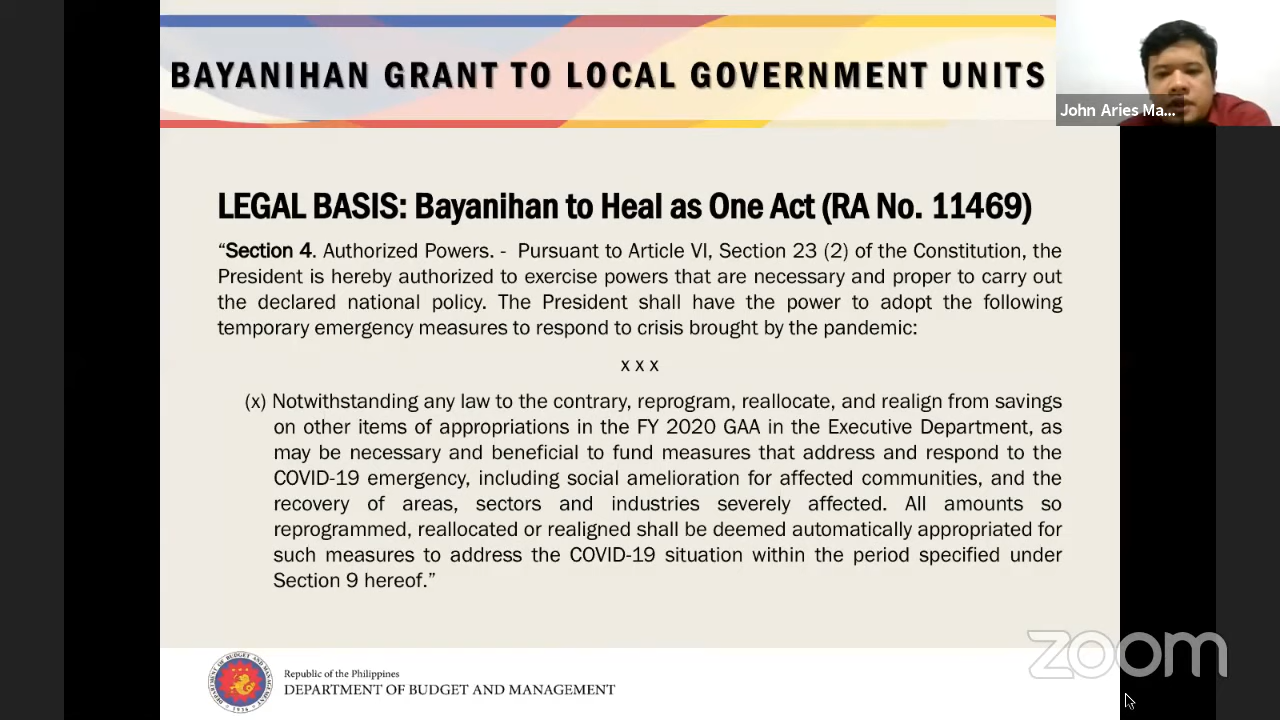 BAYANIHAN GRANT TO LOCAL GOVERNMENT UNITS
John Aries Ma...
LEGAL BASIS: Bayanihan to Heal as One Act (RA No. 11469)
“Section 4. Authorized Powers. - Pursuant to Article VI, Section 23 (2) of the Constitution, the
President is hereby authorized to exercise powers that are necessary and proper to carry out
the declared national policy. The President shall have the power to adopt the following
temporary emergency measures to respond to crisis brought by the pandemic:
x x x
(x) Notwithstanding any law to the contrary, reprogram, reallocate, and realign from savings
on other items of appropriations in the FY 2020 GAA in the Executive Department, as
may be necessary and beneficial to fund measures that address and respond to the
COVID-19 emergency, including social amelioration for affected communities, and the
recovery of areas, sectors and industries severely affected. All amounts so
reprogrammed, reallocated or realigned shall be deemed automatically appropriated for
such measures to address the COVID-19 situation within the period specified under
Section 9 hereof.”
zoom
DEPARTMENT OF BUDGET AND MANAGEMENT
1936
Republic of the Philippines
DEPARTMENT OF BUDGET AND MANAGEMENT